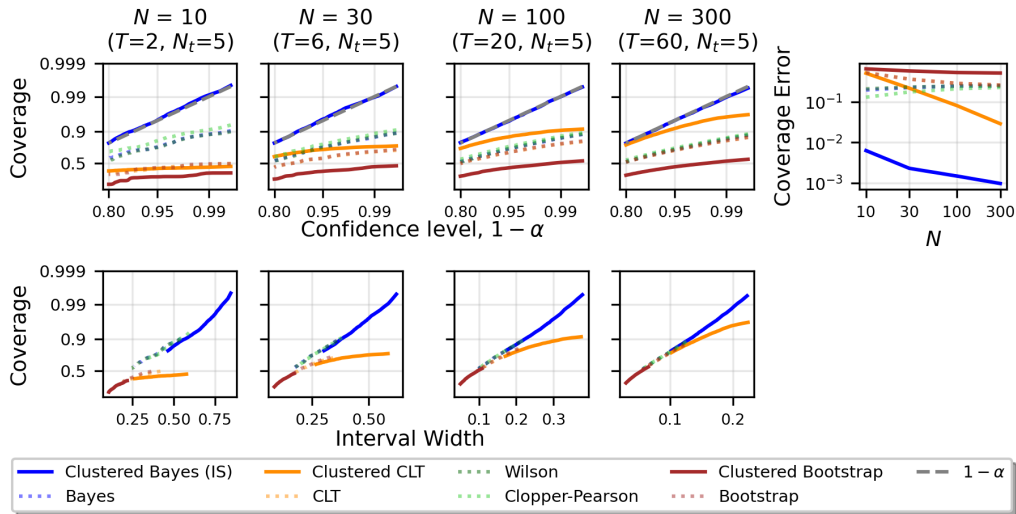 N = 10
(T=2, Nt=5)
N = 30
(T=6, Nt=5)
N = 100
(T=20, Nt=5)
N = 300
(T=60, Nt=5)
Coverage
0.999
0.99
0.9
0.5
0.80 0.95 0.99
0.80 0.95 0.99
0.80 0.95 0.99
0.80 0.95 0.99
Confidence level, 1 − α
Coverage Error
10⁻¹
10⁻²
10⁻³
10 30 100 300
N
Coverage
0.999
0.99
0.9
0.5
0.25 0.50 0.75
0.25 0.50
0.1 0.2 0.3
0.1 0.2
Interval Width
Clustered Bayes (IS) Clustered CLT Wilson Clustered Bootstrap 1 − α
Bayes CLT Clopper-Pearson Bootstrap